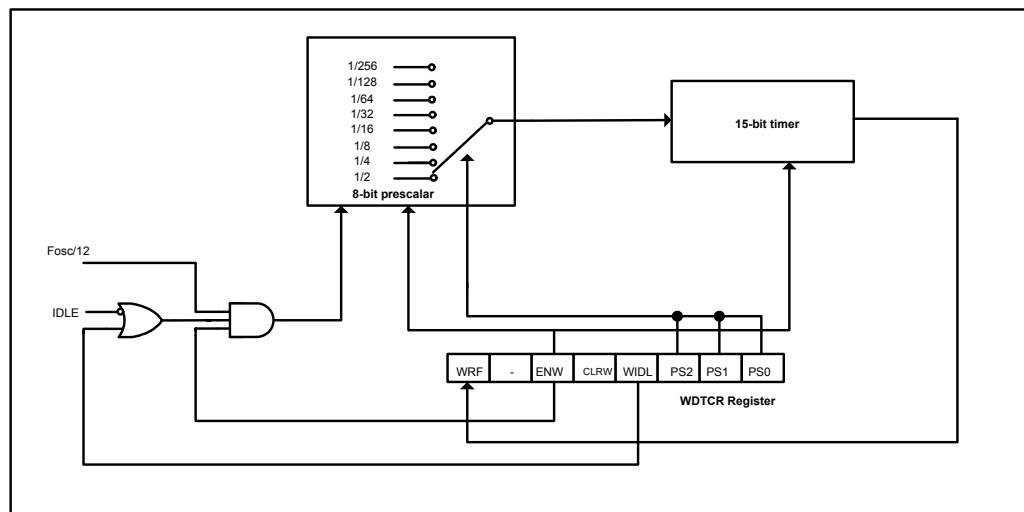 1/256
1/128
1/64
1/32
1/16
1/8
1/4
1/2
8-bit prescalar
15-bit timer
Fosc/12
IDLE
WRF - ENW CLRW WIDL PS2 PS1 PS0
WDTCR Register